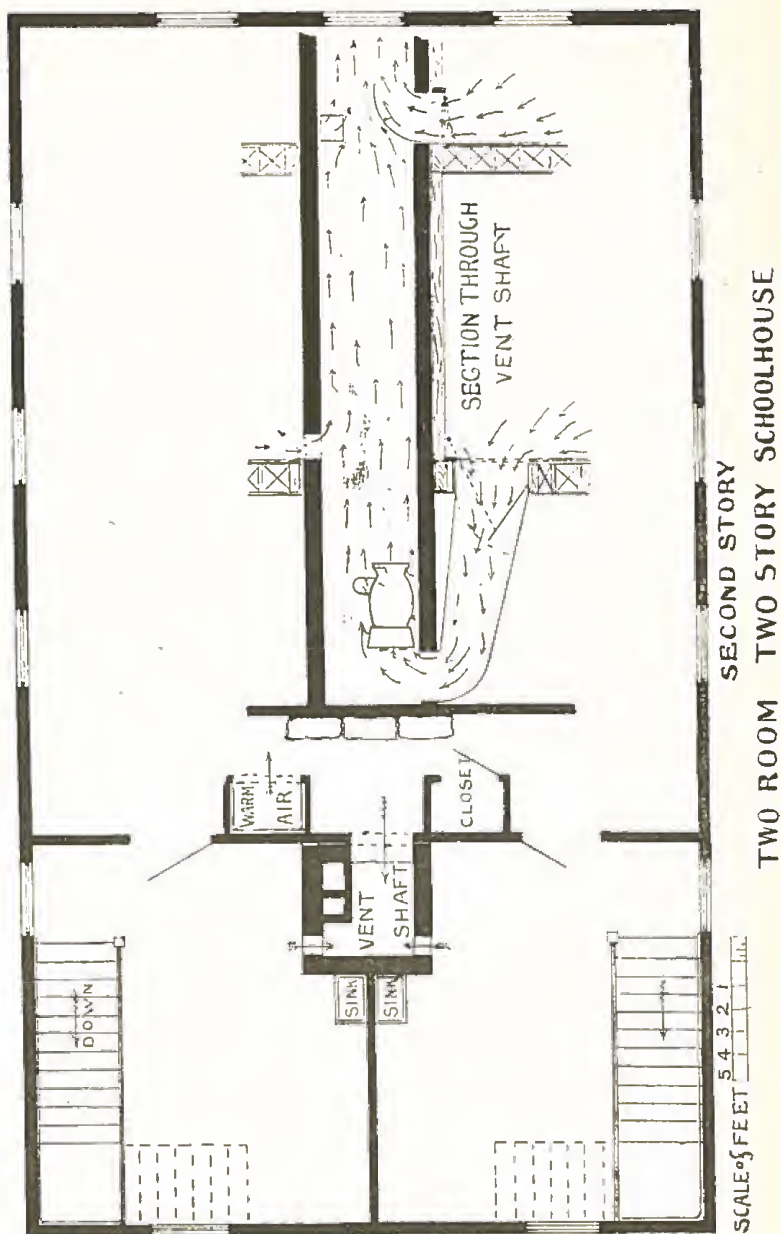 SECTION THROUGH
VENT SHAFT
WARM
AIR
CLOSET
VENT
SHAFT
SINK
SINK
DOWN
SCALE of FEET 5 4 3 2 1
SECOND STORY
TWO ROOM TWO STORY SCHOOLHOUSE